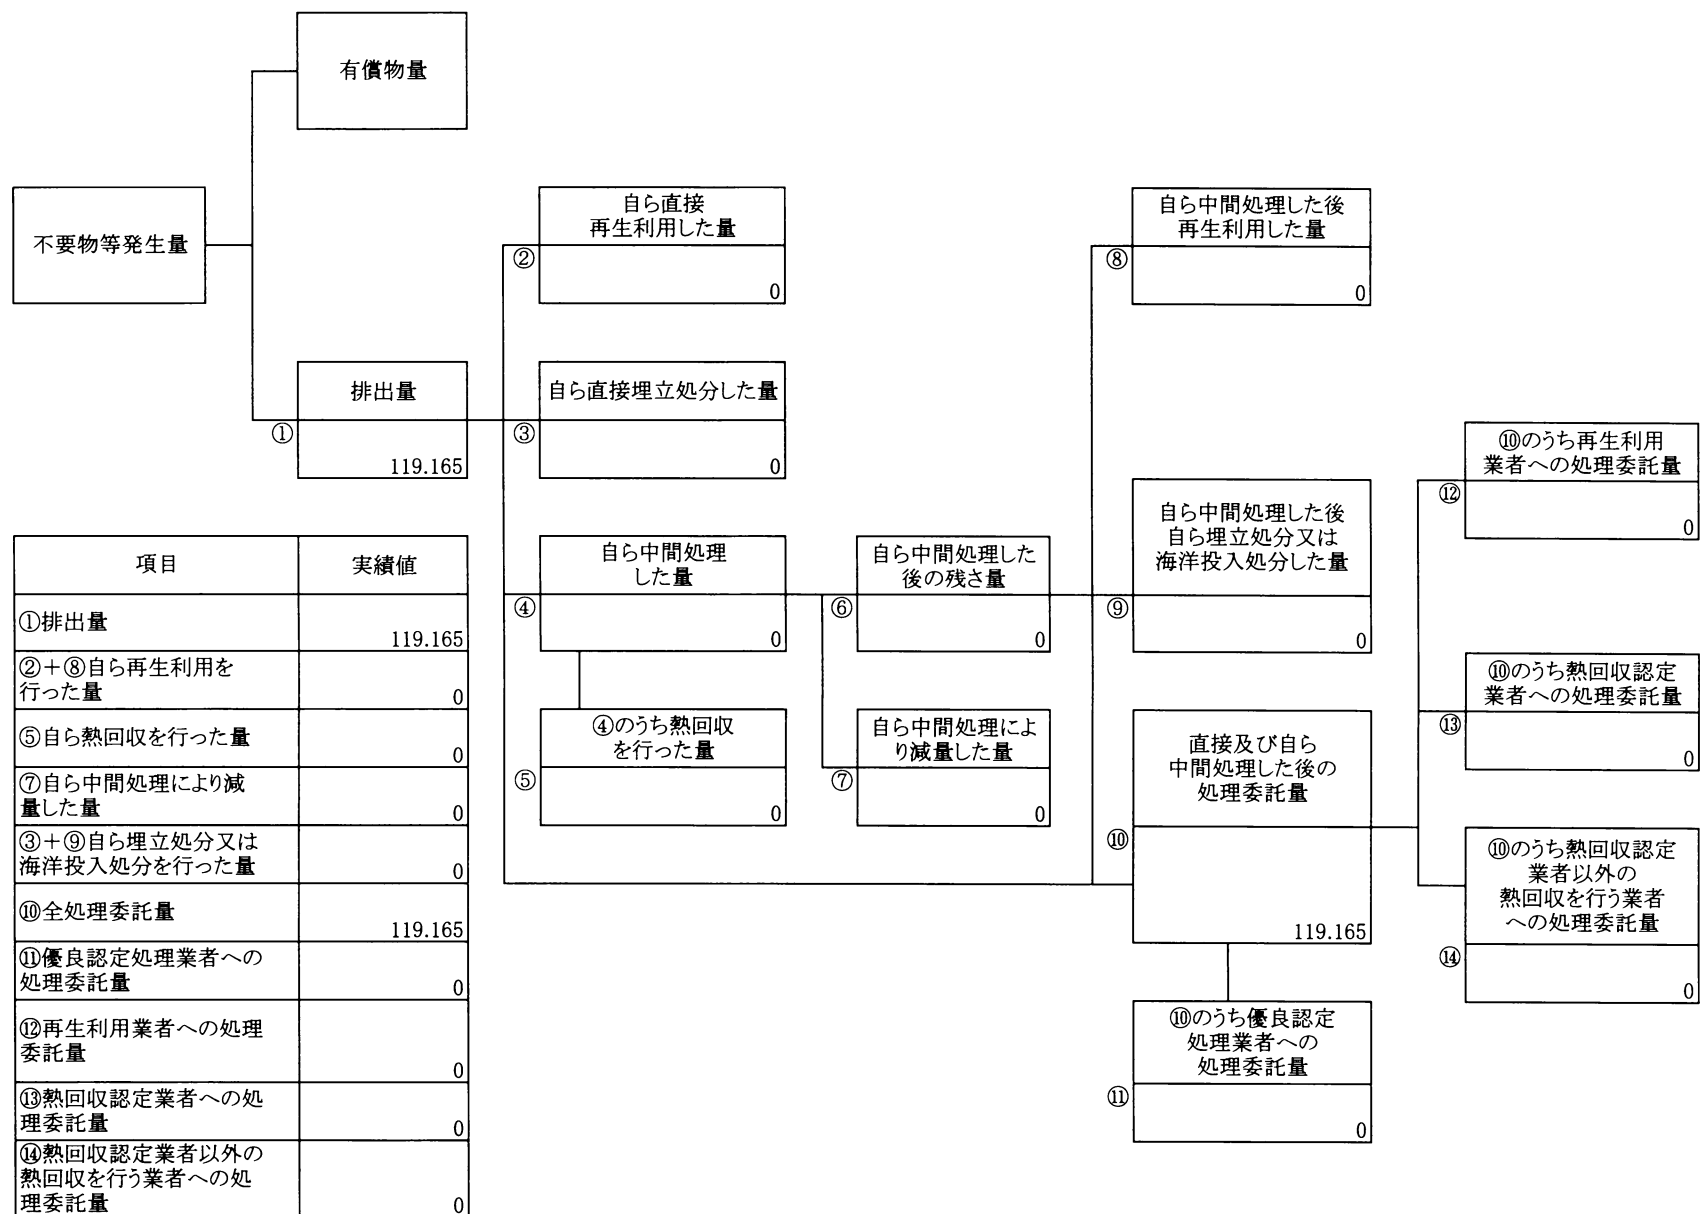 有償物量
不要物等発生量
自ら直接
再生利用した量
②
0
自ら中間処理した後
再生利用した量
⑧
0
排出量
①
119.165
自ら直接埋立処分した量
③
0
⑩のうち再生利用
業者への処理委託量
⑫
0
自ら中間処理
した量
④
0
自ら中間処理した
後の残さ量
⑥
0
自ら中間処理した後
自ら埋立処分又は
海洋投入処分した量
⑨
0
⑩のうち熱回収認定
業者への処理委託量
⑬
0
④のうち熱回収
を行った量
⑤
0
自ら中間処理によ
り減量した量
⑦
0
直接及び自ら
中間処理した後の
処理委託量
⑩
119.165
⑩のうち熱回収認定
業者以外の
熱回収を行う業者
への処理委託量
⑭
0
⑩のうち優良認定
処理業者への
処理委託量
⑪
0
項目 実績値
①排出量
119.165
②+⑧自ら再生利用を
行った量
0
⑤自ら熱回収を行った量
0
⑦自ら中間処理により減
量した量
0
③+⑨自ら埋立処分又は
海洋投入処分を行った量
0
⑩全処理委託量
119.165
⑪優良認定処理業者への
処理委託量
0
⑫再生利用業者への処理
委託量
0
⑬熱回収認定業者への処
理委託量
0
⑭熱回収認定業者以外の
熱回収を行う業者への処
理委託量
0